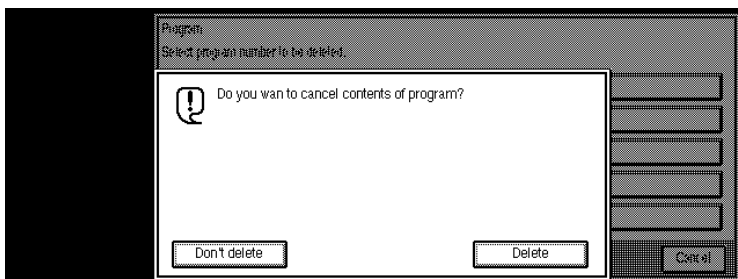 Program
Select program number to be deleted.
Do you wan to cancel contents of program?
Don't delete
Delete
Cancel